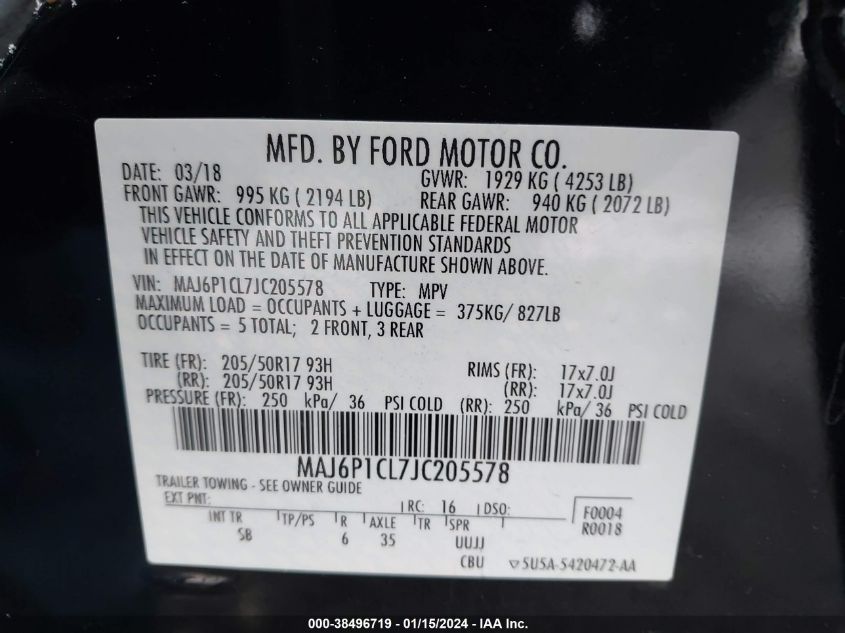 MFD. BY FORD MOTOR CO.
DATE: 03/18 GVWR: 1929 KG ( 4253 LB)
FRONT GAWR: 995 KG ( 2194 LB) REAR GAWR: 940 KG ( 2072 LB)
THIS VEHICLE CONFORMS TO ALL APPLICABLE FEDERAL MOTOR
VEHICLE SAFETY AND THEFT PREVENTION STANDARDS
IN EFFECT ON THE DATE OF MANUFACTURE SHOWN ABOVE.
VIN: MAJ6P1CL7JC205578 TYPE: MPV
MAXIMUM LOAD = OCCUPANTS + LUGGAGE = 375KG/ 827LB
OCCUPANTS = 5 TOTAL; 2 FRONT, 3 REAR
TIRE (FR): 205/50R17 93H RIMS (FR): 17x7.0J
(RR): 205/50R17 93H (RR): 17x7.0J
PRESSURE (FR): 250 kPa/ 36 PSI COLD (RR): 250 kPa/ 36 PSI COLD
MAJ6P1CL7JC205578
TRAILER TOWING - SEE OWNER GUIDE
EXT PNT: RC: 16 DSO: F0004
INT TR TP/PS R AXLE TR SPR R0018
SB 6 35 UUJJ
CBU 5U5A-5420472-AA
000-38496719 - 01/15/2024 - IAA Inc.